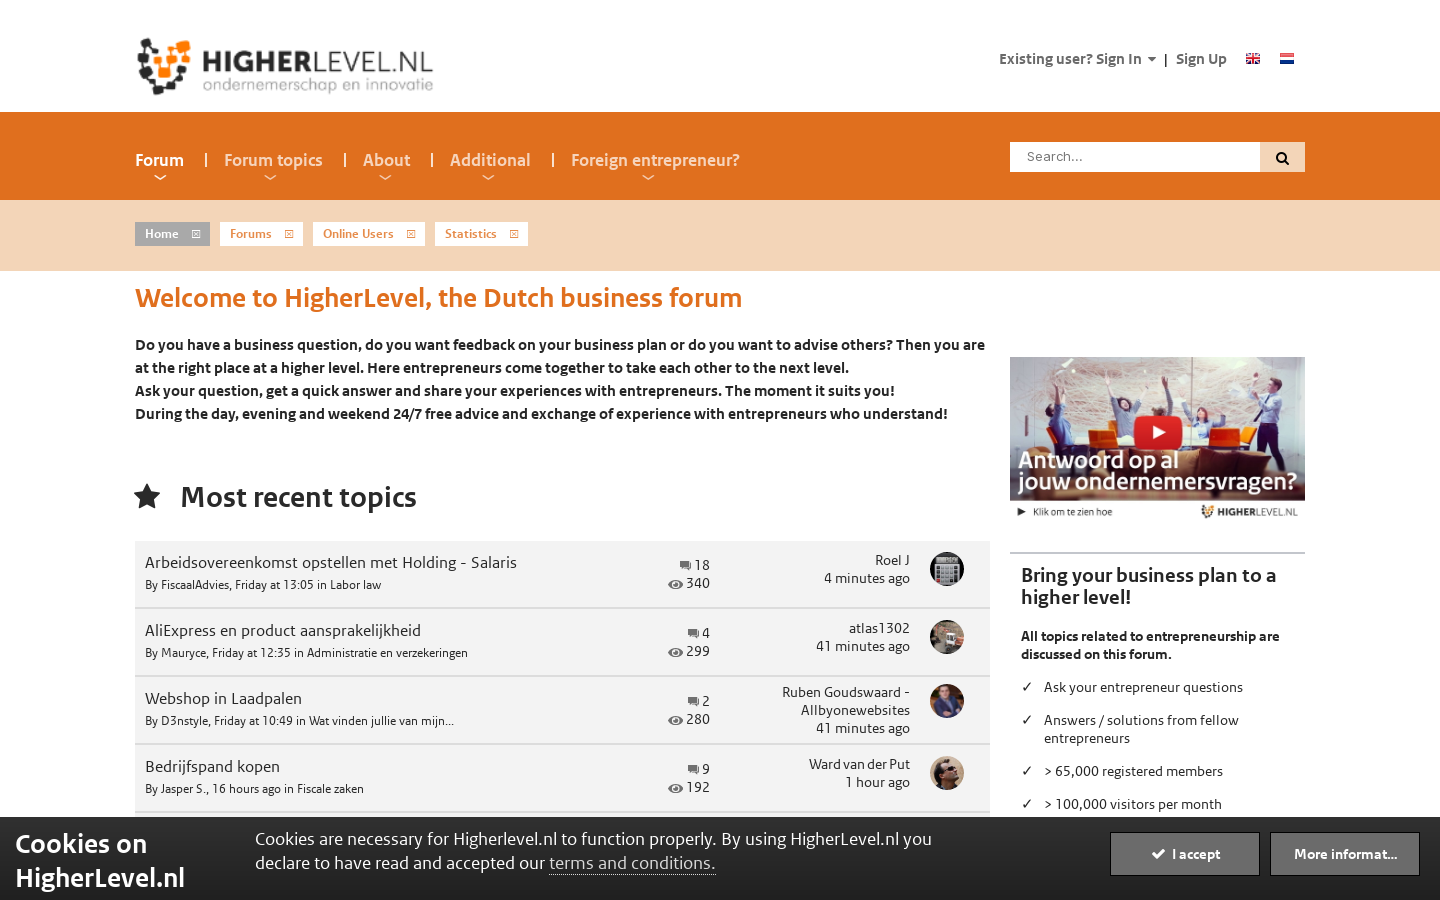 HIGHERLEVEL.NL
ondernemerschap en innovatie
Existing user? Sign In | Sign Up
Forum | Forum topics | About | Additional | Foreign entrepreneur?
Search...
Home
Forums
Online Users
Statistics
Welcome to HigherLevel, the Dutch business forum
Do you have a business question, do you want feedback on your business plan or do you want to advise others? Then you are
at the right place at a higher level. Here entrepreneurs come together to take each other to the next level.
Ask your question, get a quick answer and share your experiences with entrepreneurs. The moment it suits you!
During the day, evening and weekend 24/7 free advice and exchange of experience with entrepreneurs who understand!
Most recent topics
Arbeidsovereenkomst opstellen met Holding - Salaris
By FiscaalAdvies, Friday at 13:05 in Labor law
18
340
Roel J
4 minutes ago
AliExpress en product aansprakelijkheid
By Mauryce, Friday at 12:35 in Administratie en verzekeringen
4
299
atlas1302
41 minutes ago
Webshop in Laadpalen
By D3nstyle, Friday at 10:49 in Wat vinden jullie van mijn...
2
280
Ruben Goudswaard -
Allbyonewebsites
41 minutes ago
Bedrijfspand kopen
By Jasper S., 16 hours ago in Fiscale zaken
9
192
Ward van der Put
1 hour ago
Antwoord op al
jouw ondernemersvragen?
Klik om te zien hoe
HIGHERLEVEL.NL
Bring your business plan to a
higher level!
All topics related to entrepreneurship are
discussed on this forum.
✓ Ask your entrepreneur questions
✓ Answers / solutions from fellow
entrepreneurs
✓ > 65,000 registered members
✓ > 100,000 visitors per month
Cookies on
HigherLevel.nl
Cookies are necessary for Higherlevel.nl to function properly. By using HigherLevel.nl you
declare to have read and accepted our terms and conditions.
I accept
More informat...